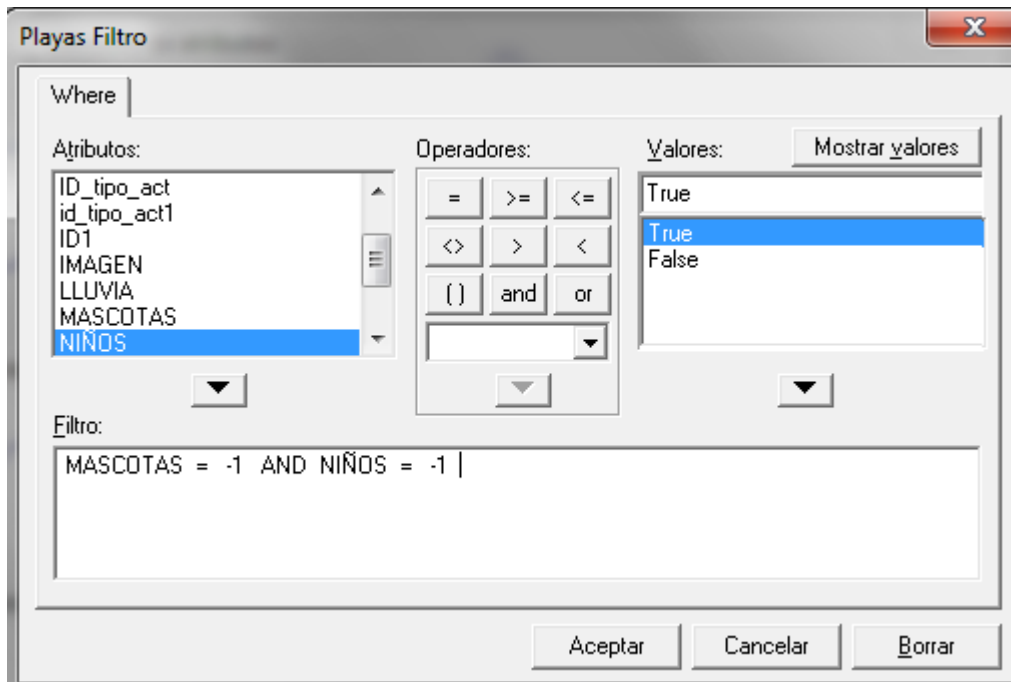 Playas Filtro
Where
Atributos:
Operadores:
Valores:
Mostrar valores
ID_tipo_act
id_tipo_act1
ID1
IMAGEN
LLUVIA
MASCOTAS
NIÑOS
= >= <=
<> > <
() and or
True
True
False
Filtro:
MASCOTAS = -1 AND NIÑOS = -1
Aceptar
Cancelar
Borrar